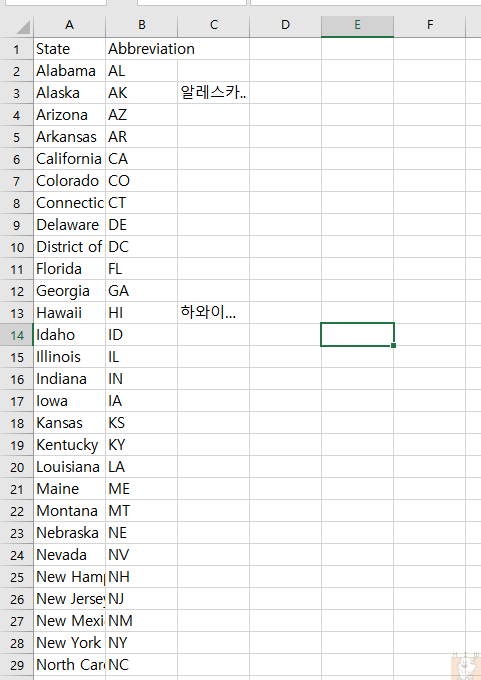 A B C D E F
1 State Abbreviation
2 Alabama AL
3 Alaska AK 알레스카..
4 Arizona AZ
5 Arkansas AR
6 California CA
7 Colorado CO
8 Connectic CT
9 Delaware DE
10 District of DC
11 Florida FL
12 Georgia GA
13 Hawaii HI 하와이...
14 Idaho ID
15 Illinois IL
16 Indiana IN
17 Iowa IA
18 Kansas KS
19 Kentucky KY
20 Louisiana LA
21 Maine ME
22 Montana MT
23 Nebraska NE
24 Nevada NV
25 New Ham NH
26 New Jerse NJ
27 New Mexi NM
28 New York NY
29 North Car NC